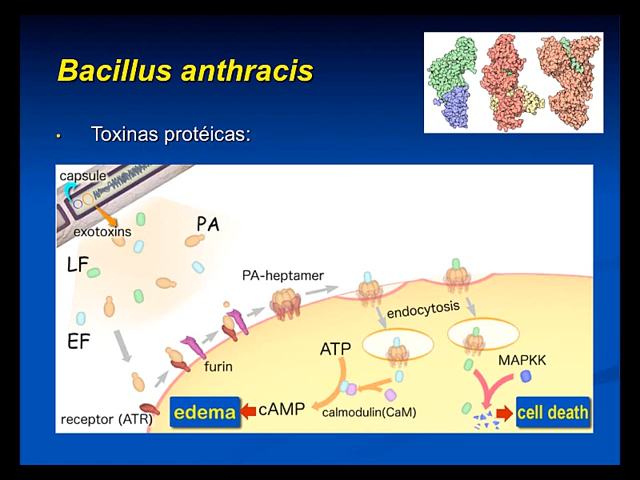 Bacillus anthracis
• Toxinas protéicas:
capsule
exotoxins
PA
LF
EF
PA-heptamer
endocytosis
furin
ATP
MAPKK
receptor (ATR)
edema
cAMP
calmodulin(CaM)
cell death